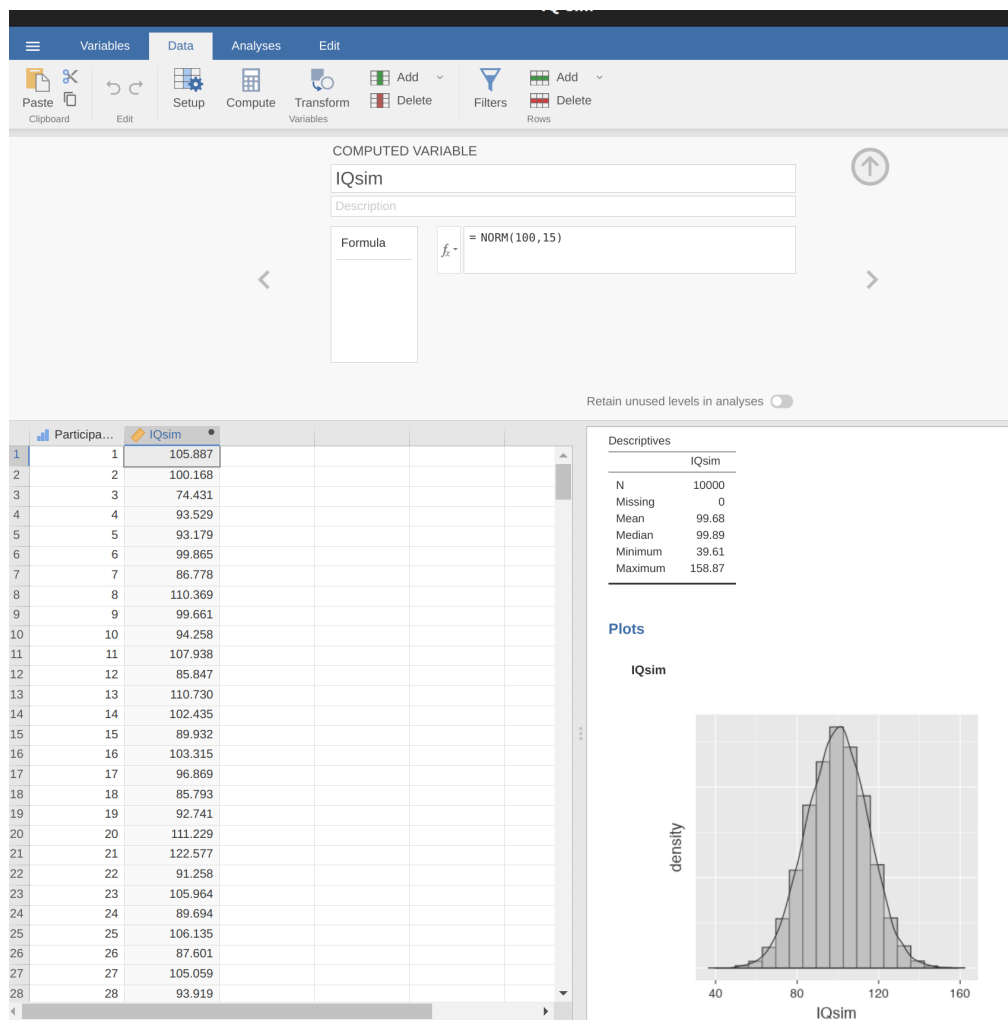 Variables Data Analyses Edit
Paste Setup Compute Transform Add Delete Filters Add Delete
Clipboard Edit Variables Rows
COMPUTED VARIABLE
IQsim
Description
Formula
fx = NORM(100,15)
Retain unused levels in analyses
Participa... IQsim
1 1 105.887
2 2 100.168
3 3 74.431
4 4 93.529
5 5 93.179
6 6 99.865
7 7 86.778
8 8 110.369
9 9 99.661
10 10 94.258
11 11 107.938
12 12 85.847
13 13 110.730
14 14 102.435
15 15 89.932
16 16 103.315
17 17 96.869
18 18 85.793
19 19 92.741
20 20 111.229
21 21 122.577
22 22 91.258
23 23 105.964
24 24 89.694
25 25 106.135
26 26 87.601
27 27 105.059
28 28 93.919
Descriptives
IQsim
N 10000
Missing 0
Mean 99.68
Median 99.89
Minimum 39.61
Maximum 158.87
Plots
IQsim
density
40 80 120 160
IQsim